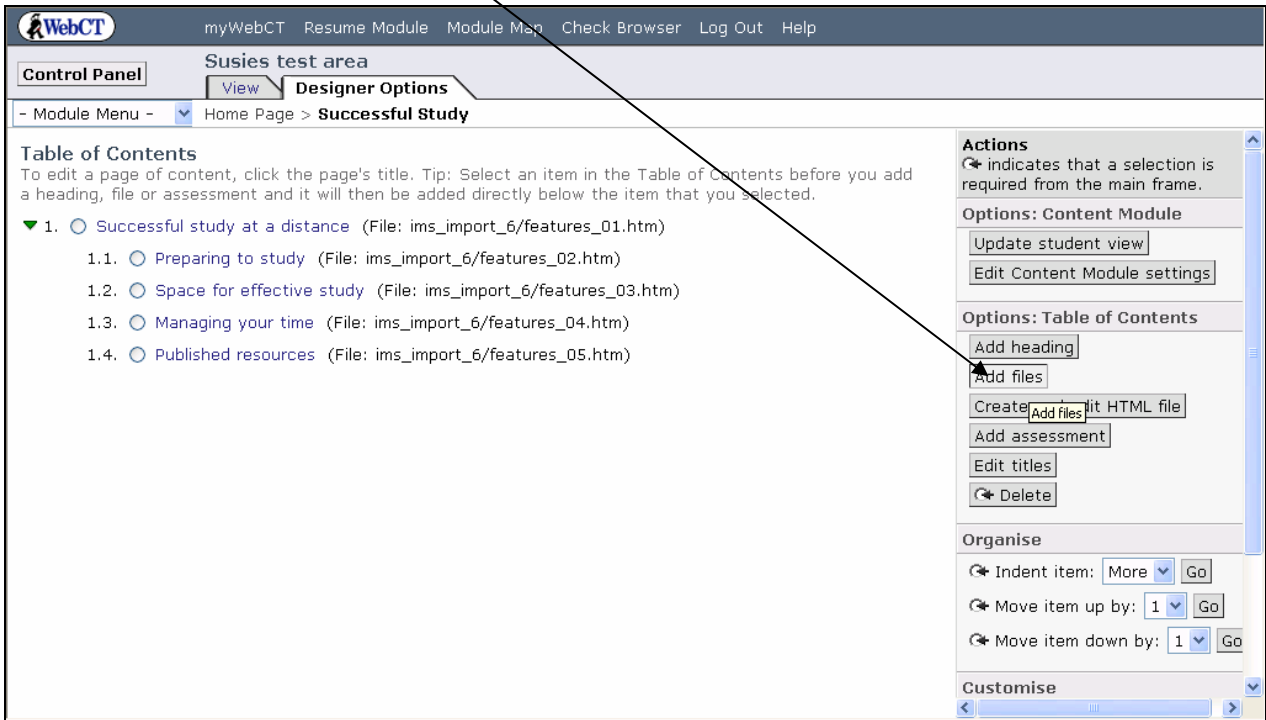 WebCT
myWebCT Resume Module Module Map Check Browser Log Out Help
Control Panel
Susies test area
View Designer Options
- Module Menu -
Home Page > Successful Study
Table of Contents
To edit a page of content, click the page's title. Tip: Select an item in the Table of Contents before you add
a heading, file or assessment and it will then be added directly below the item that you selected.
1. Successful study at a distance (File: ims_import_6/features_01.htm)
1.1. Preparing to study (File: ims_import_6/features_02.htm)
1.2. Space for effective study (File: ims_import_6/features_03.htm)
1.3. Managing your time (File: ims_import_6/features_04.htm)
1.4. Published resources (File: ims_import_6/features_05.htm)
Actions
indicates that a selection is
required from the main frame.
Options: Content Module
Update student view
Edit Content Module settings
Options: Table of Contents
Add heading
Add files
Create dit HTML file
Add files
Add assessment
Edit titles
Delete
Organise
Indent item: More Go
Move item up by: 1 Go
Move item down by: 1 Go
Customise